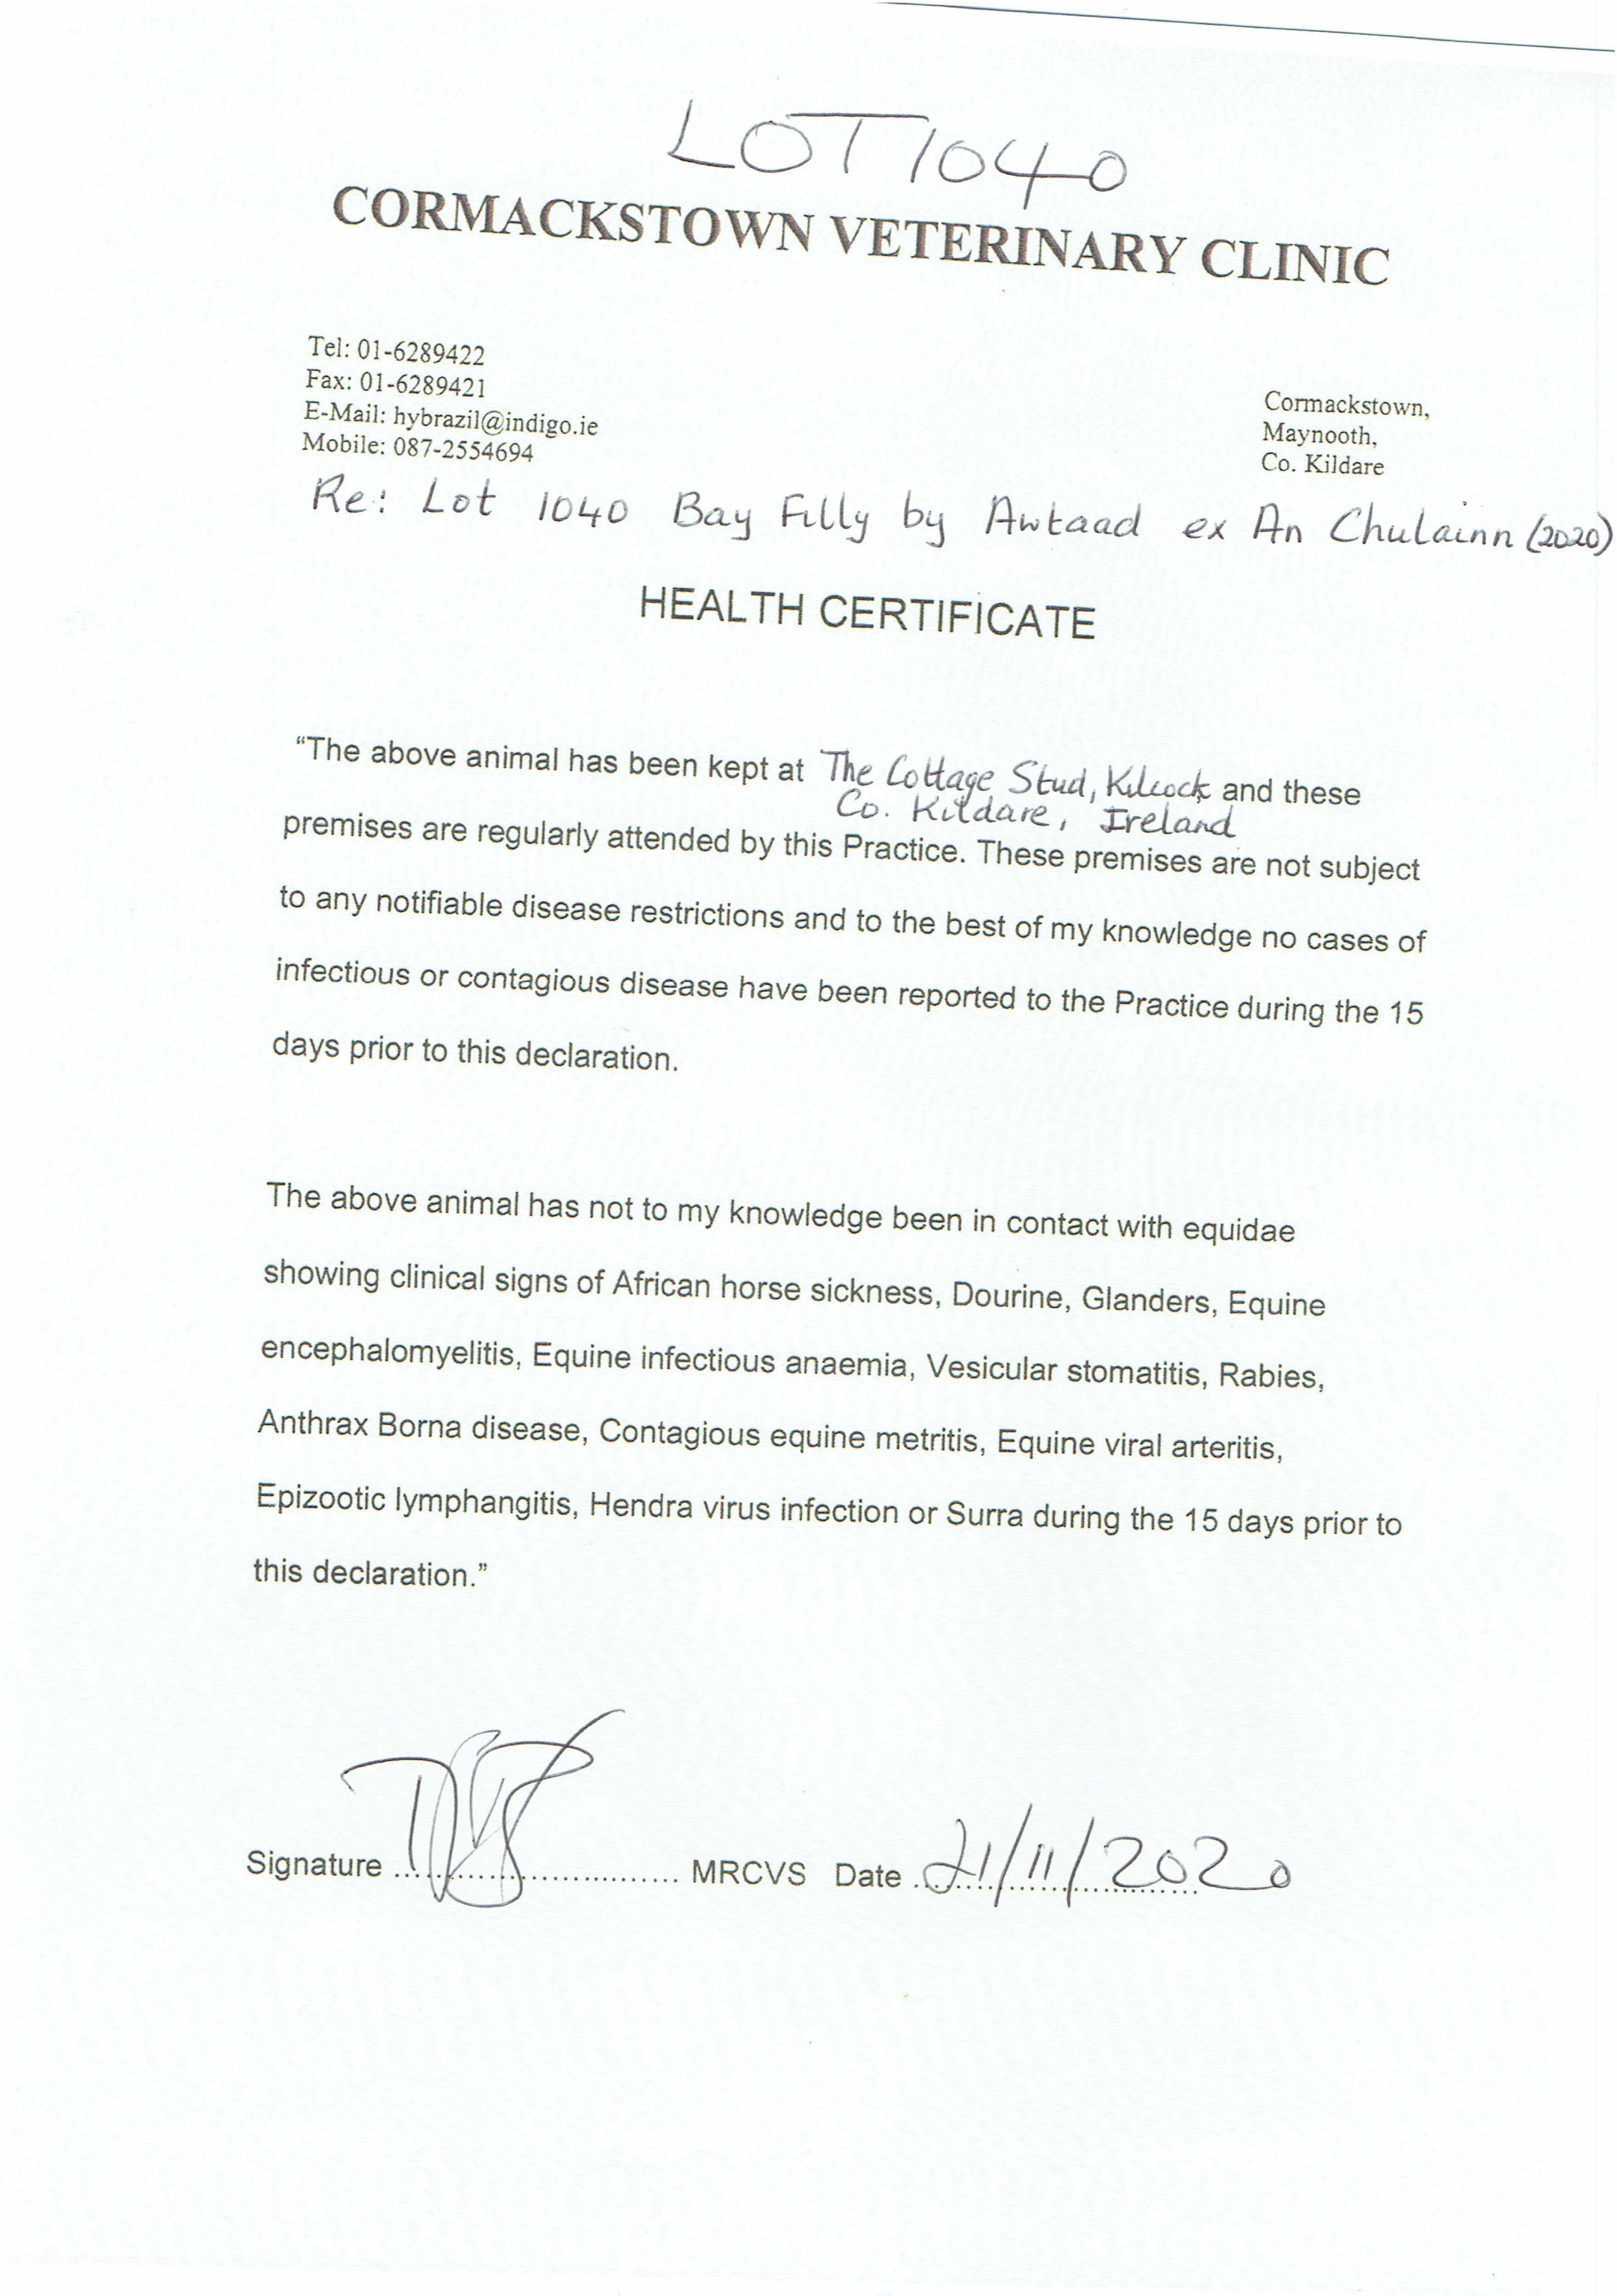 LOT 1040
CORMACKSTOWN VETERINARY CLINIC
Tel: 01-6289422
Fax: 01-6289421
E-Mail: hybrazil@indigo.ie
Mobile: 087-2554694
Cormackstown,
Maynooth,
Co. Kildare
Re: Lot 1040 Bay Filly by Awtaad ex An Chulainn (2020)
HEALTH CERTIFICATE
“The above animal has been kept at The Cottage Stud, Kilcock and these
Co. Kildare, Ireland
premises are regularly attended by this Practice. These premises are not subject
to any notifiable disease restrictions and to the best of my knowledge no cases of
infectious or contagious disease have been reported to the Practice during the 15
days prior to this declaration.
The above animal has not to my knowledge been in contact with equidae
showing clinical signs of African horse sickness, Dourine, Glanders, Equine
encephalomyelitis, Equine infectious anaemia, Vesicular stomatitis, Rabies,
Anthrax Borna disease, Contagious equine metritis, Equine viral arteritis,
Epizootic lymphangitis, Hendra virus infection or Surra during the 15 days prior to
this declaration.”
Signature .............................. MRCVS Date 21/11/2020